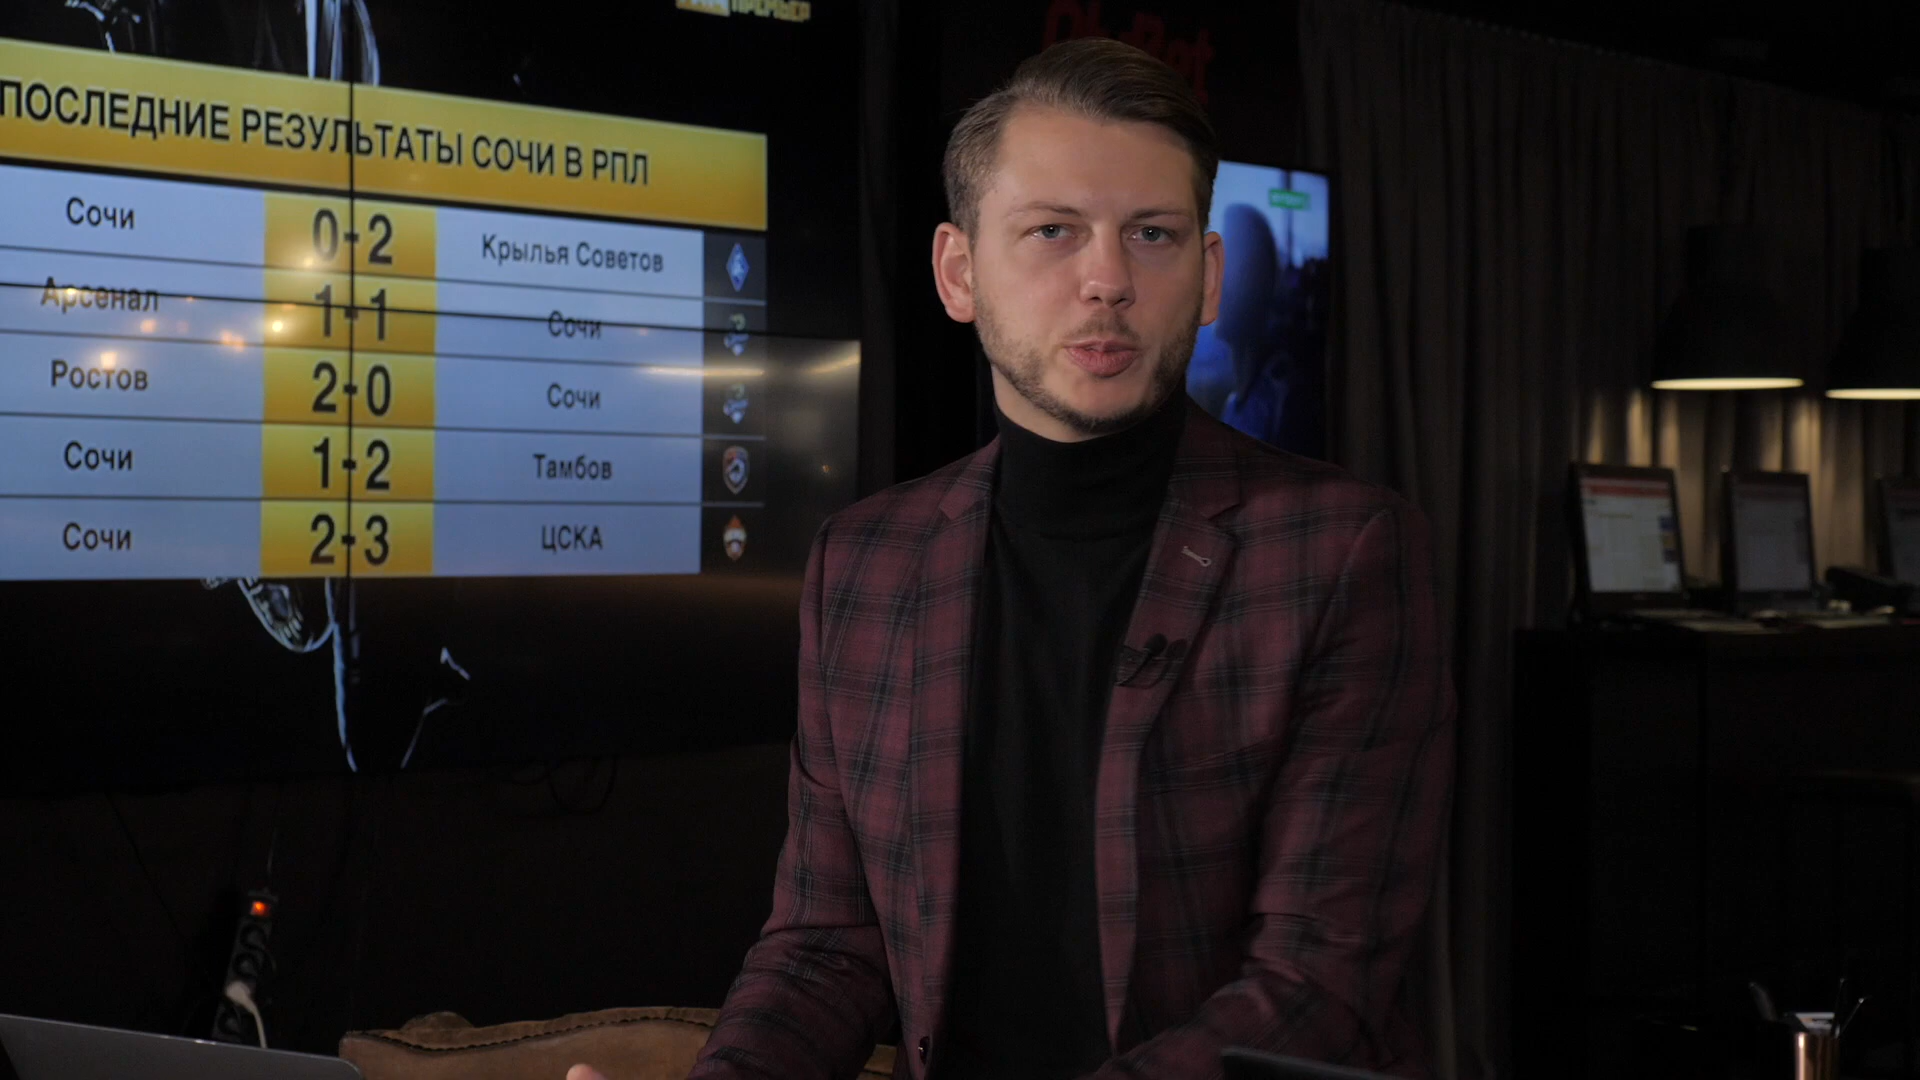 ПРЕМЬЕР
ПОСЛЕДНИЕ РЕЗУЛЬТАТЫ СОЧИ В РПЛ
Сочи 0-2 Крылья Советов
Арсенал 1-1 Сочи
Ростов 2-0 Сочи
Сочи 1-2 Тамбов
Сочи 2-3 ЦСКА